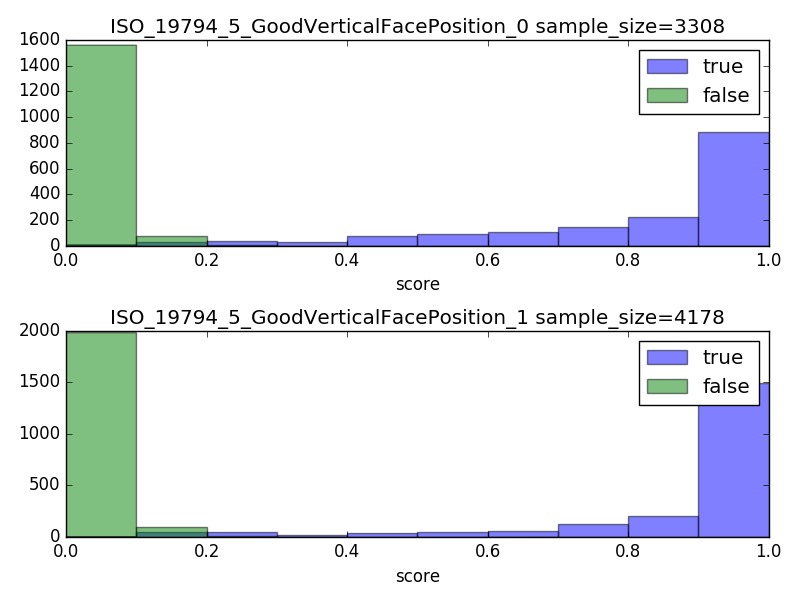 ISO_19794_5_GoodVerticalFacePosition_0 sample_size=3308
1600
1400
1200
1000
800
600
400
200
0
true
false
0.0 0.2 0.4 0.6 0.8 1.0
score
ISO_19794_5_GoodVerticalFacePosition_1 sample_size=4178
2000
1500
1000
500
0
true
false
0.0 0.2 0.4 0.6 0.8 1.0
score